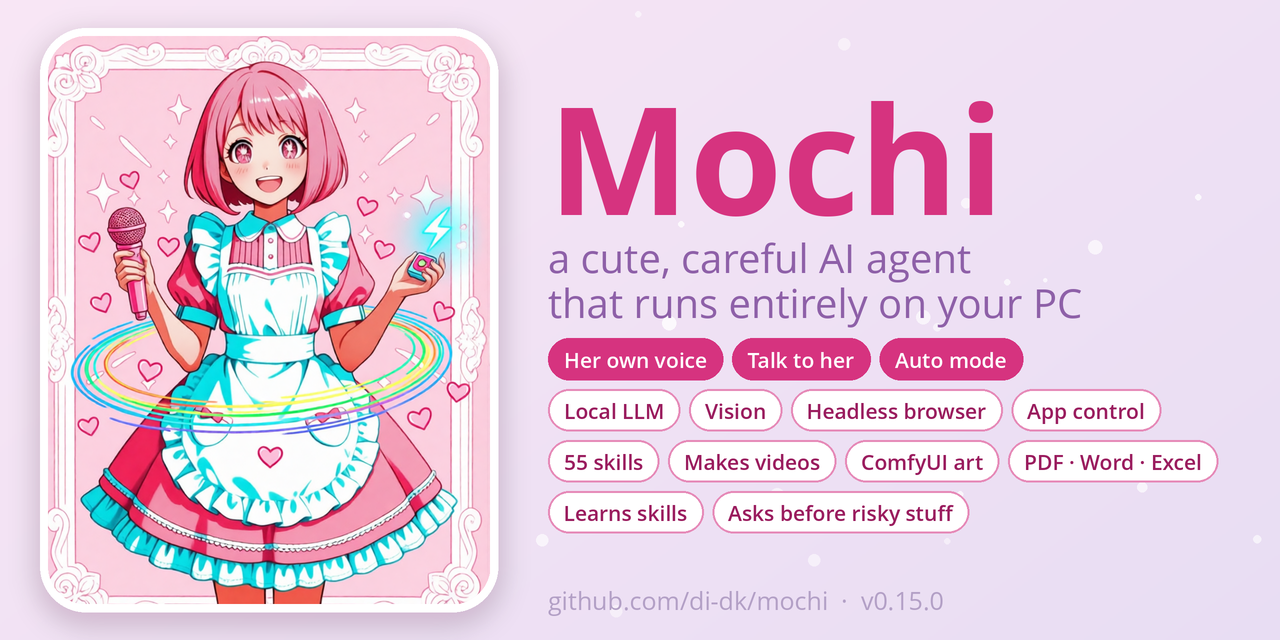 Mochi
a cute, careful AI agent
that runs entirely on your PC
Her own voice Talk to her Auto mode
Local LLM Vision Headless browser App control
55 skills Makes videos ComfyUI art PDF · Word · Excel
Learns skills Asks before risky stuff
github.com/di-dk/mochi · v0.15.0